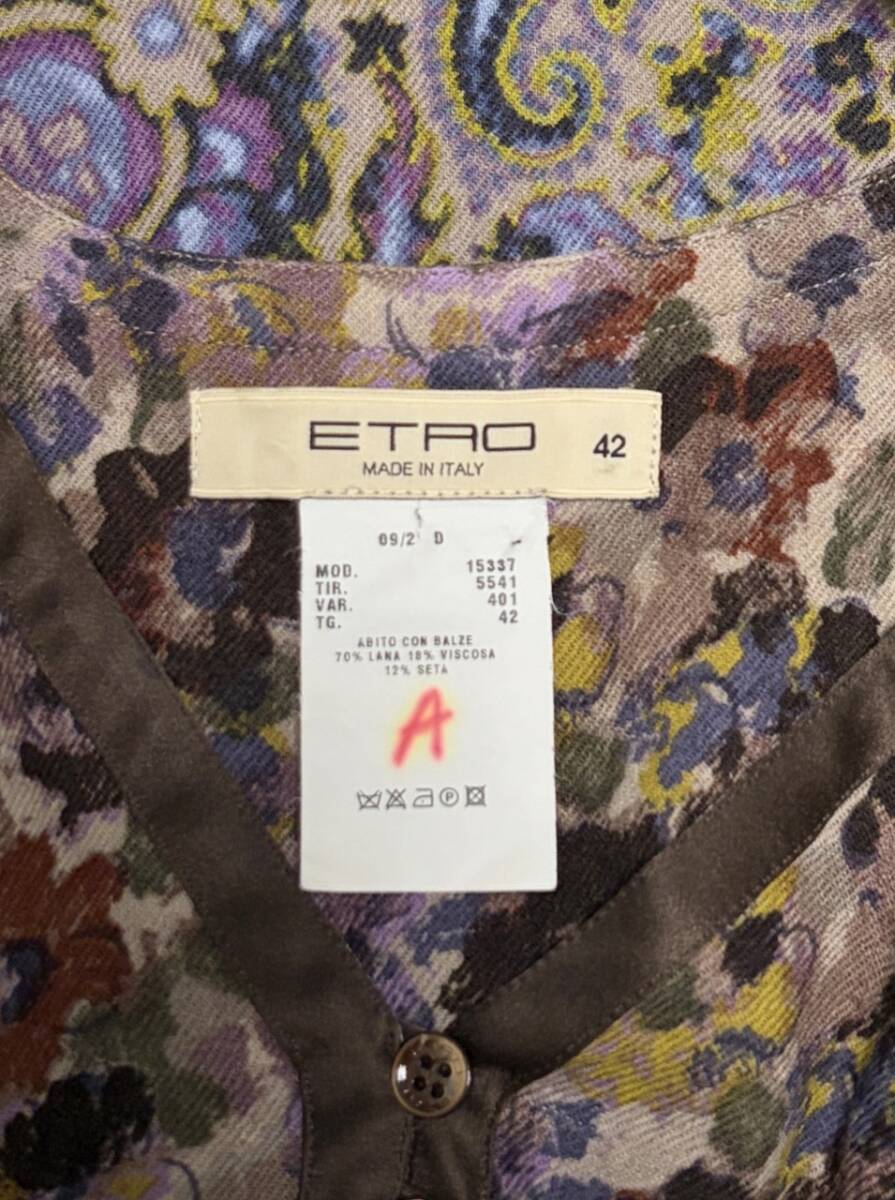 ETRO
MADE IN ITALY
42
09/2 D
MOD. 15337
TIR. 5541
VAR. 401
TG. 42
ABITO CON BALZE
70% LANA 18% VISCOSA
12% SETA
A
P